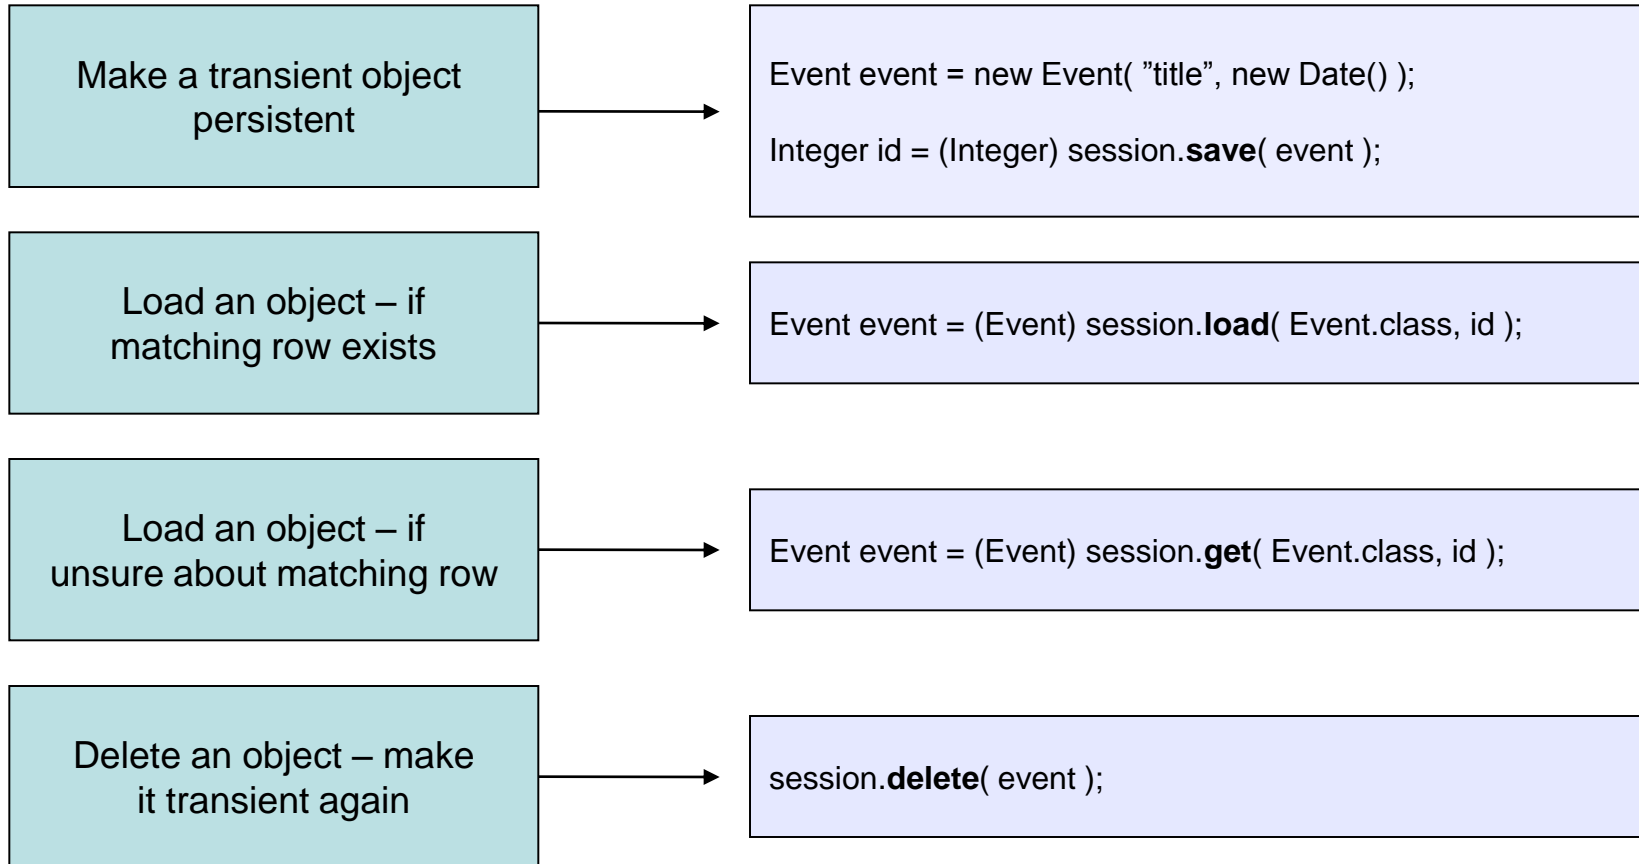 Make a transient object
persistent
Event event = new Event( ”title”, new Date() );
Integer id = (Integer) session.save( event );
Load an object – if
matching row exists
Event event = (Event) session.load( Event.class, id );
Load an object – if
unsure about matching row
Event event = (Event) session.get( Event.class, id );
Delete an object – make
it transient again
session.delete( event );